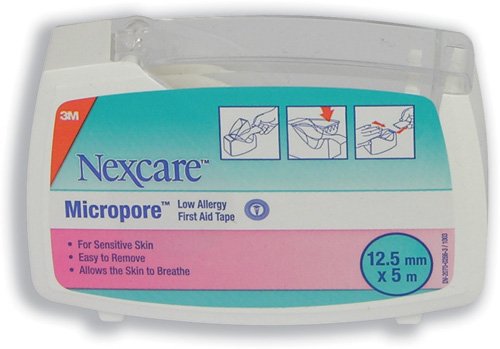 3M
Nexcare™
Micropore™ Low Allergy
First Aid Tape
• For Sensitive Skin
• Easy to Remove
• Allows the Skin to Breathe
12.5 mm
x 5 m